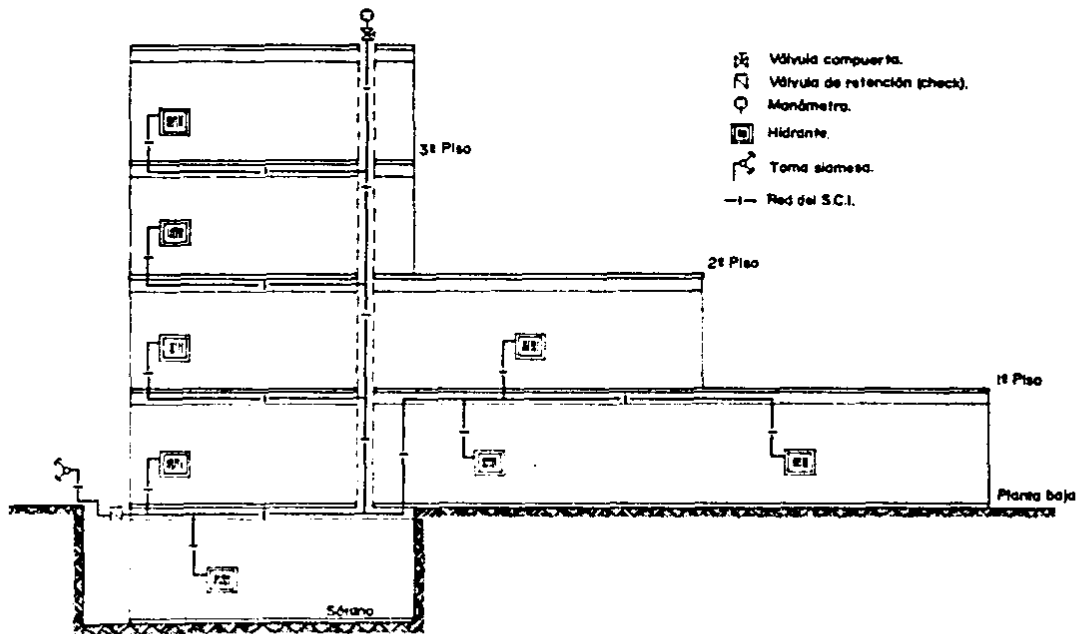 Válvula compuerta.
Válvula de retención (check).
Manómetro.
Hidrante.
Toma siamesa.
Red del S.C.I.
3º Piso
2º Piso
1º Piso
Planta baja
Sótano